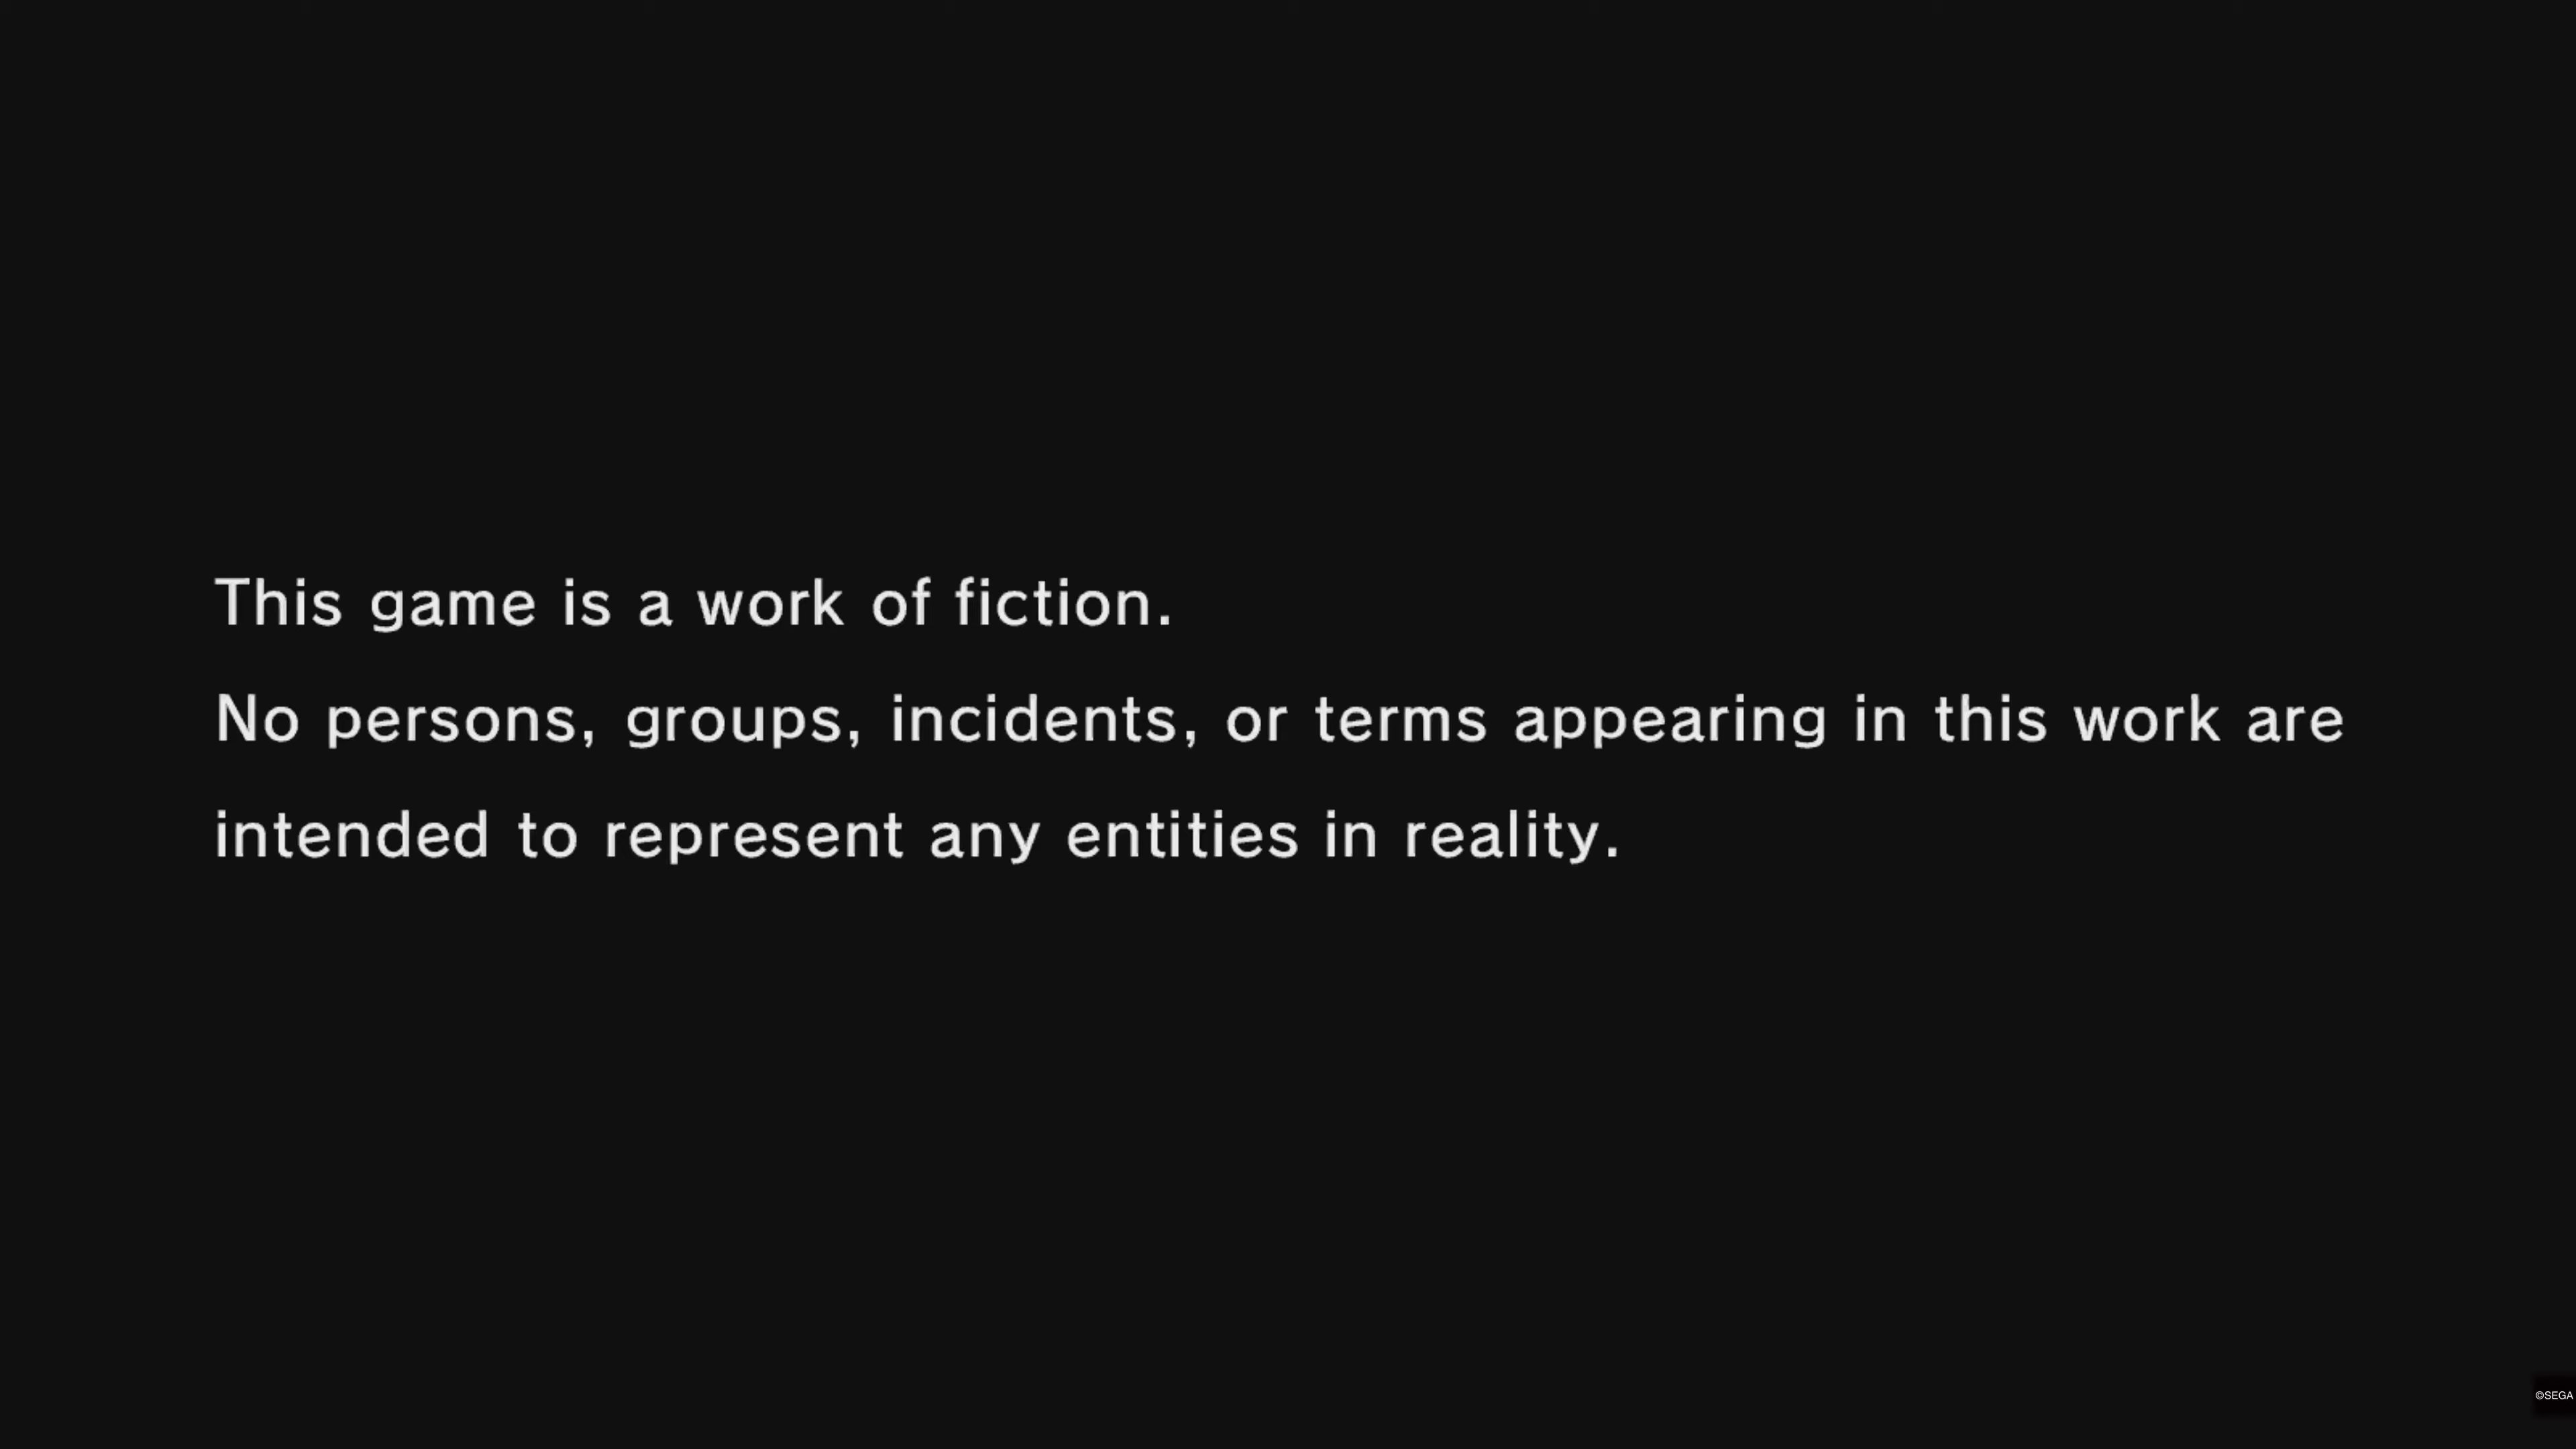 This game is a work of fiction.
No persons, groups, incidents, or terms appearing in this work are
intended to represent any entities in reality.
©SEGA